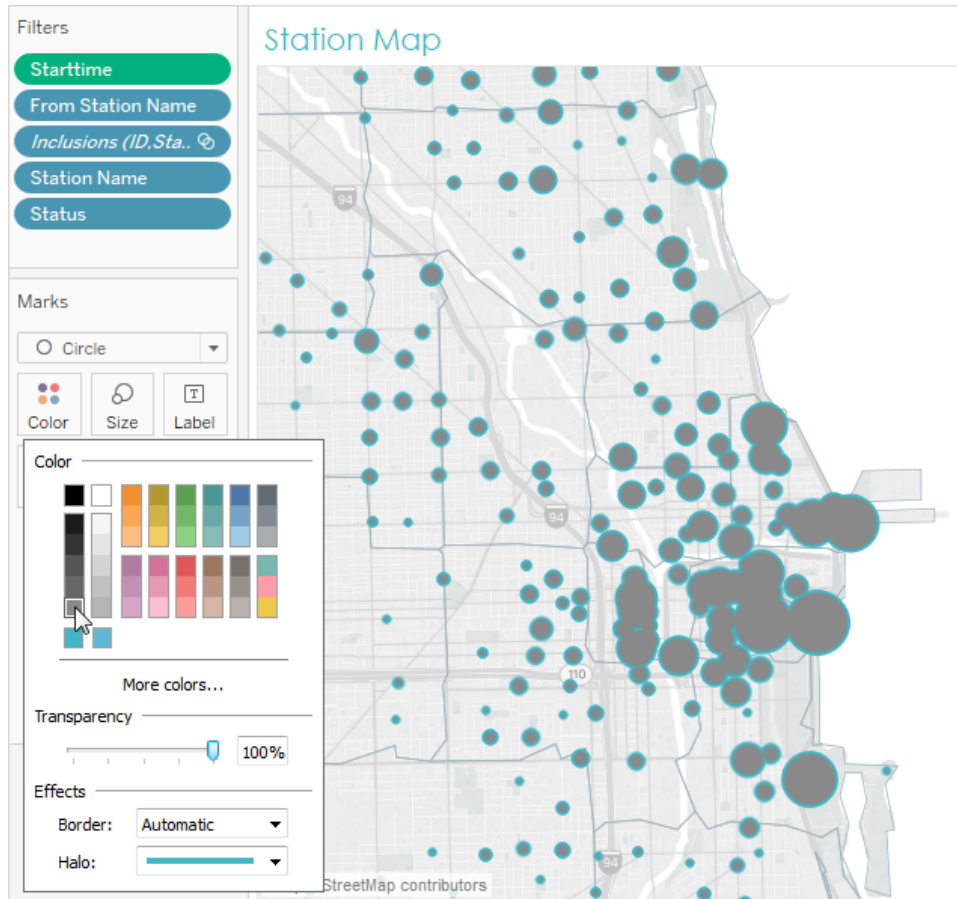 Filters
Station Map
Starttime
From Station Name
Inclusions (ID,Sta..
Station Name
Status
Marks
Circle
Color
Size
T
Label
Color
More colors...
Transparency
100%
Effects
Border: Automatic
Halo:
94
94
110
94
StreetMap contributors